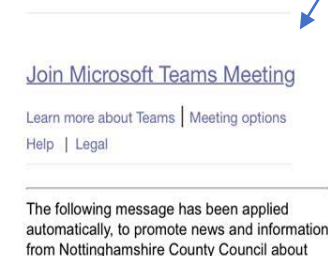 Join Microsoft Teams Meeting
Learn more about Teams | Meeting options
Help | Legal
The following message has been applied
automatically, to promote news and information
from Nottinghamshire County Council about